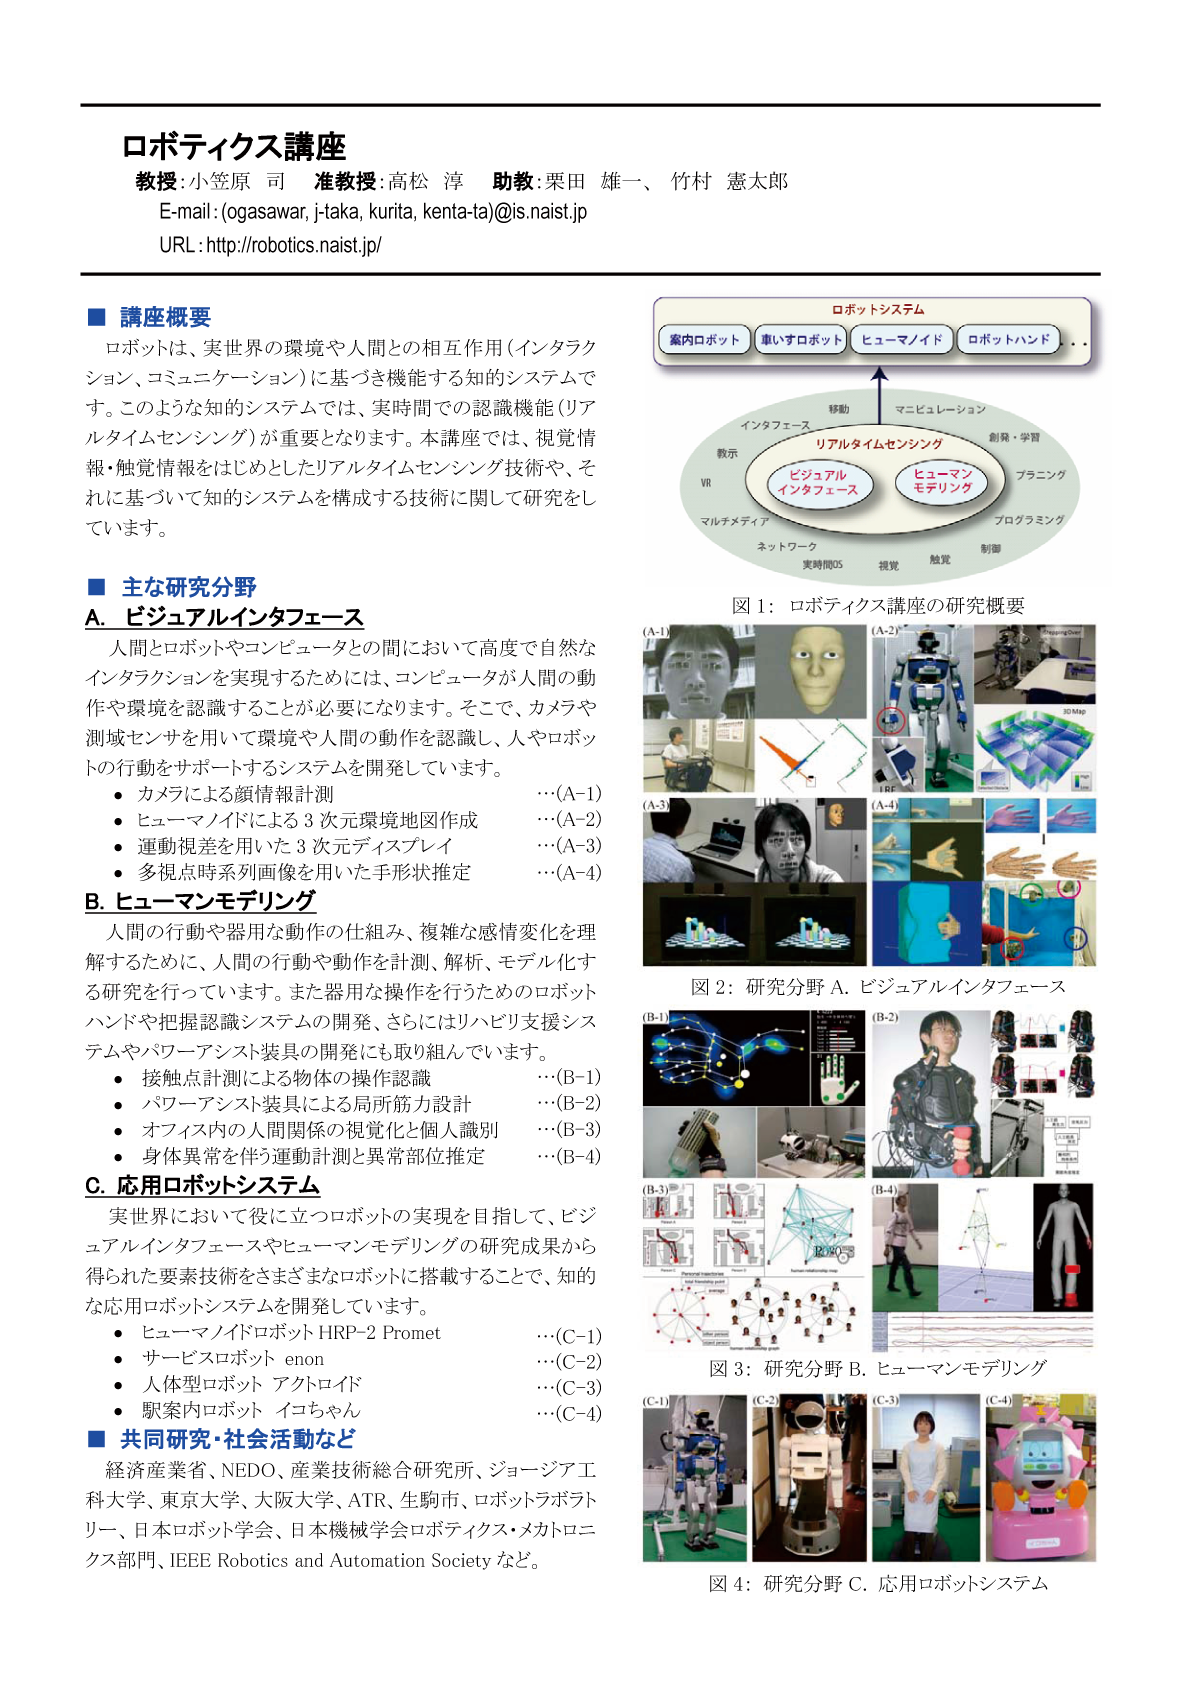 ロボティクス講座
教授：小笠原　司　准教授：高松　淳　助教：栗田　雄一、竹村　憲太郎
E-mail：(ogasawar, j-taka, kurita, kenta-ta)@is.naist.jp
URL：http://robotics.naist.jp/
■ 講座概要
ロボットは、実世界の環境や人間との相互作用（インタラク
ション、コミュニケーション）に基づき機能する知的システムで
す。このような知的システムでは、実時間での認識機能（リア
ルタイムセンシング）が重要となります。本講座では、視覚情
報・触覚情報をはじめとしたリアルタイムセンシング技術や、そ
れに基づいて知的システムを構成する技術に関して研究をし
ています。
■ 主な研究分野
A. ビジュアルインタフェース
人間とロボットやコンピュータとの間において高度で自然な
インタラクションを実現するためには、コンピュータが人間の動
作や環境を認識することが必要になります。そこで、カメラや
測域センサを用いて環境や人間の動作を認識し、人やロボッ
トの行動をサポートするシステムを開発しています。
● カメラによる顔情報計測 …(A-1)
● ヒューマノイドによる3次元環境地図作成 …(A-2)
● 運動視差を用いた3次元ディスプレイ …(A-3)
● 多視点時系列画像を用いた手形状推定 …(A-4)
B. ヒューマンモデリング
人間の行動や器用な動作の仕組み、複雑な感情変化を理
解するために、人間の行動や動作を計測、解析、モデル化す
る研究を行っています。また器用な操作を行うためのロボット
ハンドや把握認識システムの開発、さらにはリハビリ支援シス
テムやパワーアシスト装具の開発にも取り組んでいます。
● 接触点計測による物体の操作認識 …(B-1)
● パワーアシスト装具による局所筋力設計 …(B-2)
● オフィス内の人間関係の視覚化と個人識別 …(B-3)
● 身体異常を伴う運動計測と異常部位推定 …(B-4)
C. 応用ロボットシステム
実世界において役に立つロボットの実現を目指して、ビジ
ュアルインタフェースやヒューマンモデリングの研究成果から
得られた要素技術をさまざまなロボットに搭載することで、知的
な応用ロボットシステムを開発しています。
● ヒューマノイドロボット HRP-2 Promet …(C-1)
● サービスロボット enon …(C-2)
● 人体型ロボット アクトロイド …(C-3)
● 駅案内ロボット イコちゃん …(C-4)
■ 共同研究・社会活動など
経済産業省、NEDO、産業技術総合研究所、ジョージア工
科大学、東京大学、大阪大学、ATR、生駒市、ロボットラボラト
リー、日本ロボット学会、日本機械学会ロボティクス・メカトロニ
クス部門、IEEE Robotics and Automation Society など。
ロボットシステム
案内ロボット 車いすロボット ヒューマノイド ロボットハンド ...
移動
マニピュレーション
インタフェース
創発・学習
リアルタイムセンシング
教示
ビジュアル
インタフェース
ヒューマン
モデリング
プラニング
VR
マルチメディア
プログラミング
ネットワーク
制御
実時間OS
視覚
触覚
図1: ロボティクス講座の研究概要
(A-1)
(A-2)
Stepping Over
3D Map
(A-3)
(A-4)
図2: 研究分野A. ビジュアルインタフェース
(B-1)
(B-2)
(B-3)
Person A
Person B
Person C
Person D
Personal trajectories
human relationship map
total friendship point
average
human relationship graph
(B-4)
図3: 研究分野B. ヒューマンモデリング
(C-1)
(C-2)
(C-3)
(C-4)
図4: 研究分野C. 応用ロボットシステム